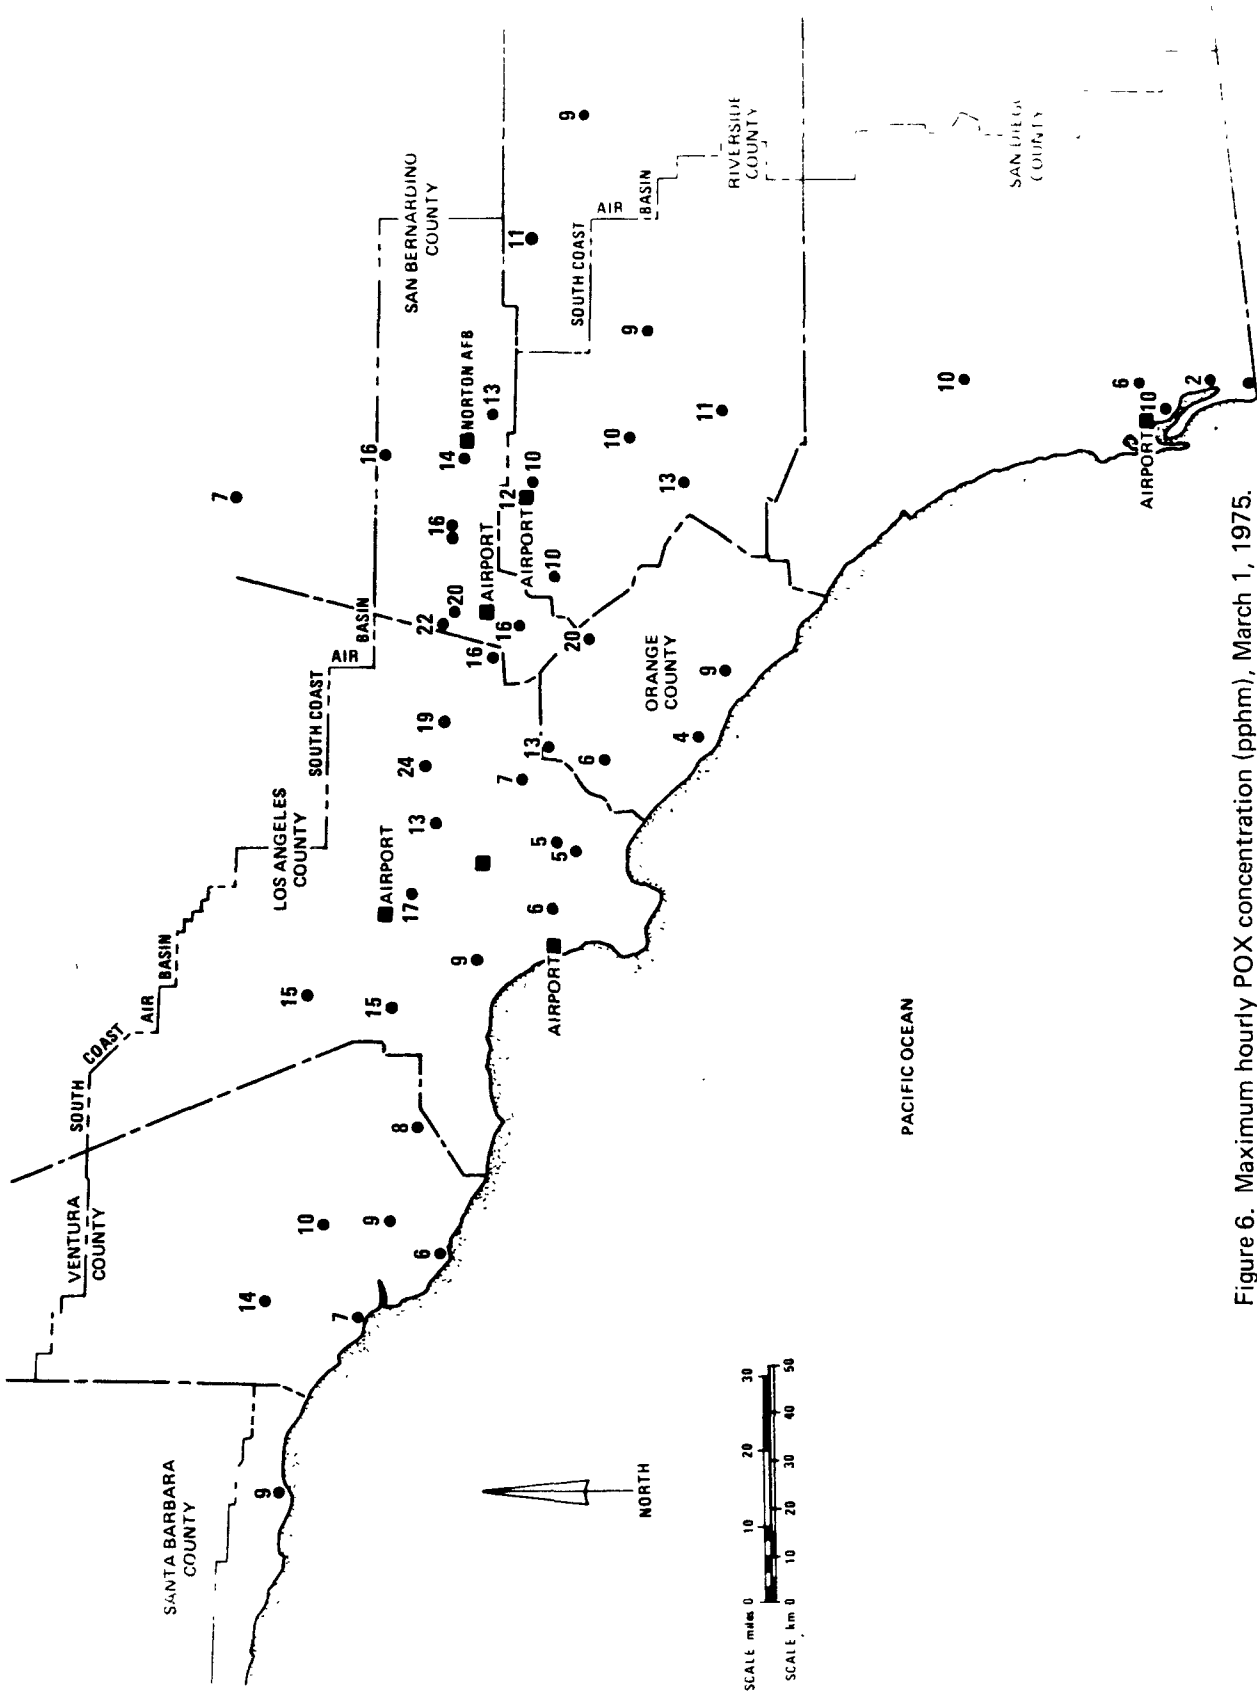 SANTA BARBARA
COUNTY
9
VENTURA
COUNTY
SOUTH
COAST
AIR
BASIN
14
10
7
9
6
8
15
15
LOS ANGELES
COUNTY
SOUTH COAST
AIR
BASIN
AIRPORT
17
13
24
19
9
6
AIRPORT
5
5
7
13
6
4
9
ORANGE
COUNTY
22
20
16
16
AIRPORT
20
7
16
16
14
NORTON AFB
13
12
10
AIRPORT
10
SAN BERNARDINO
COUNTY
11
9
SOUTH COAST
AIR
BASIN
9
10
11
13
RIVERSIDE
COUNTY
SAN DIEGO
COUNTY
10
6
10
2
AIRPORT
PACIFIC OCEAN
NORTH
SCALE miles 0 10 20 30
SCALE km 0 10 20 30 40 50
Figure 6. Maximum hourly POX concentration (pphm), March 1, 1975.